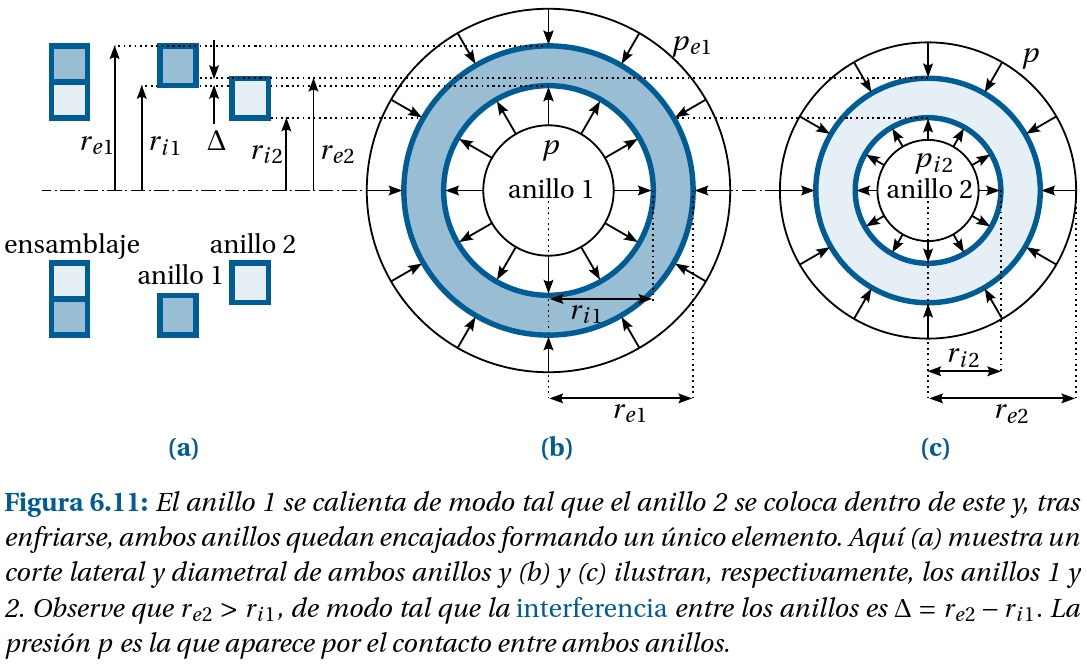 p_{e1}
p
r_{e1}
r_{i1}
Δ
r_{i2}
r_{e2}
p
anillo 1
p_{i2}
anillo 2
ensamblaje
anillo 2
anillo 1
r_{i1}
r_{i2}
r_{e1}
r_{e2}
(a)
(b)
(c)
Figura 6.11: El anillo 1 se calienta de modo tal que el anillo 2 se coloca dentro de este y, tras
enfriarse, ambos anillos quedan encajados formando un único elemento. Aquí (a) muestra un
corte lateral y diametral de ambos anillos y (b) y (c) ilustran, respectivamente, los anillos 1 y
2. Observe que r_{e2} > r_{i1}, de modo tal que la interferencia entre los anillos es Δ = r_{e2} − r_{i1}. La
presión p es la que aparece por el contacto entre ambos anillos.